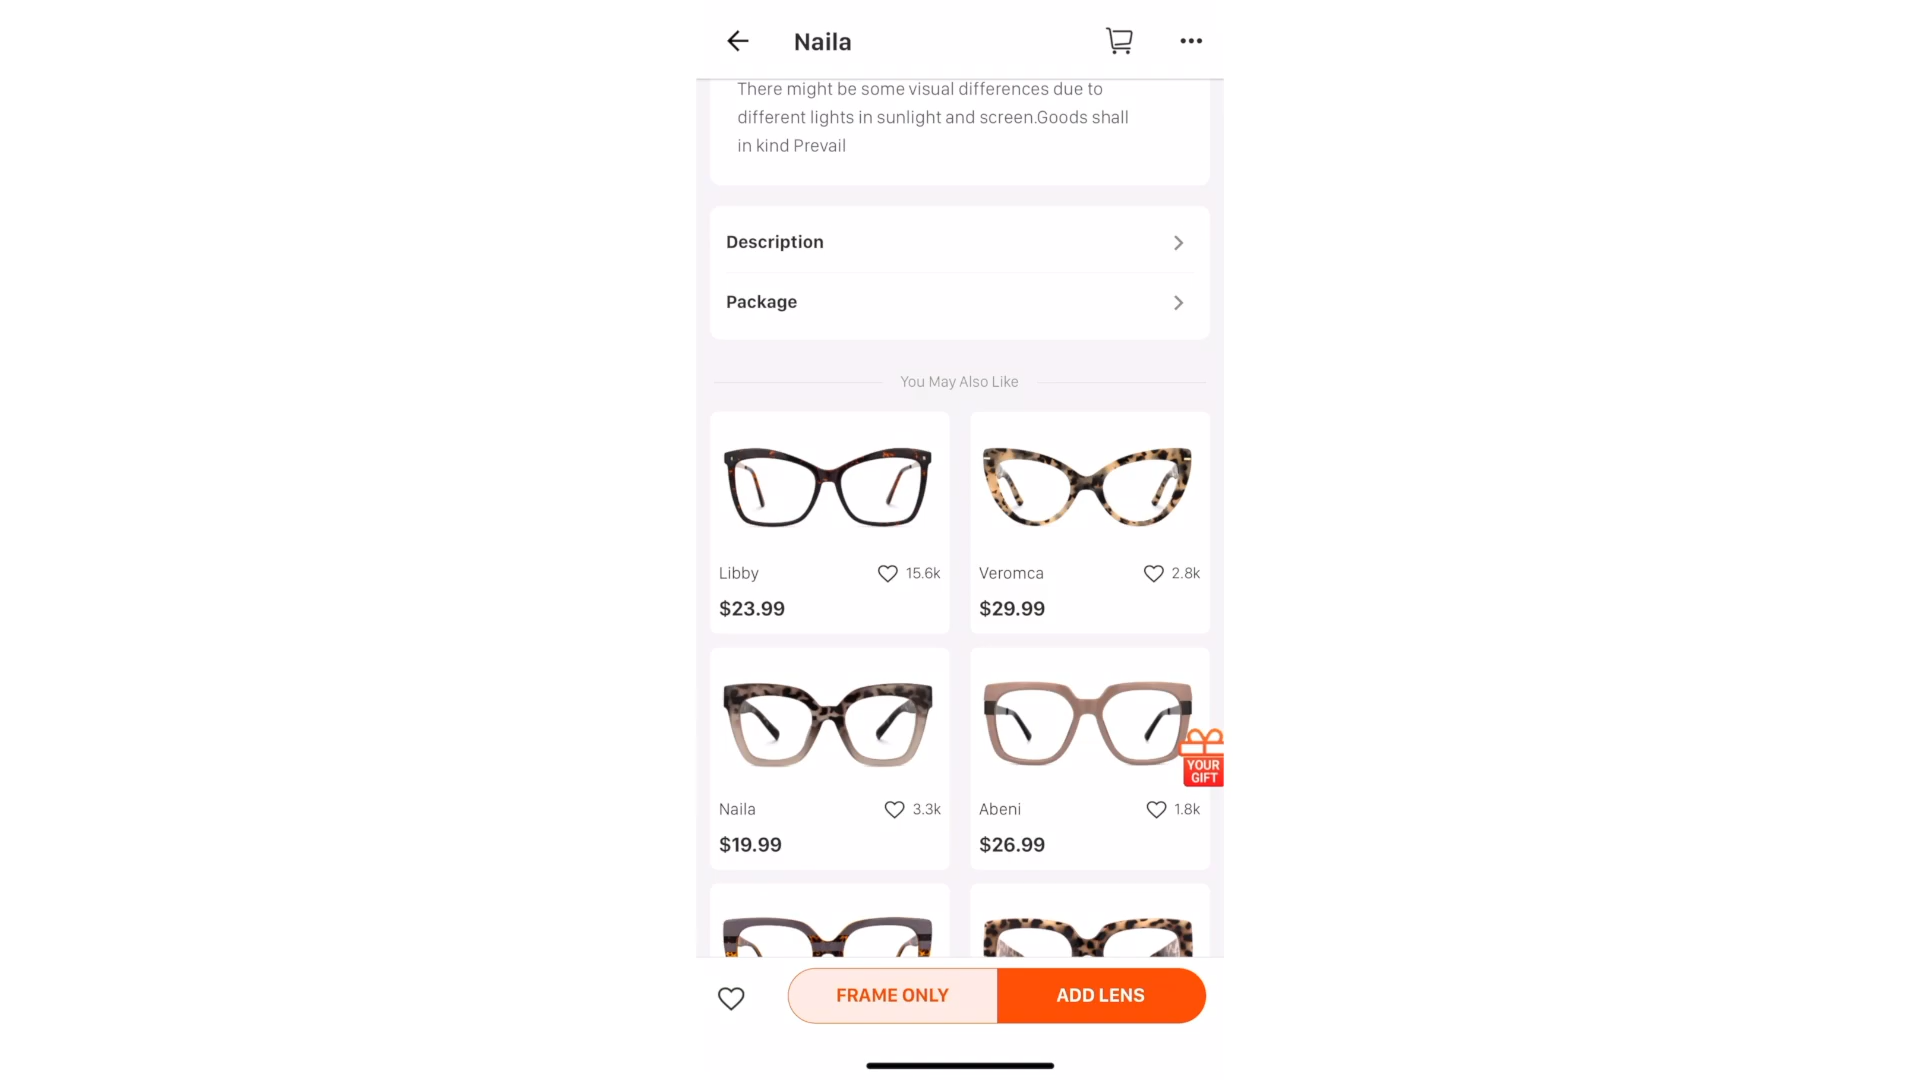 Naila
There might be some visual differences due to
different lights in sunlight and screen.Goods shall
in kind Prevail
Description
Package
You May Also Like
Libby 15.6k
$23.99
Veromca 2.8k
$29.99
Naila 3.3k
$19.99
Abeni 1.8k
$26.99
YOUR
GIFT
FRAME ONLY
ADD LENS